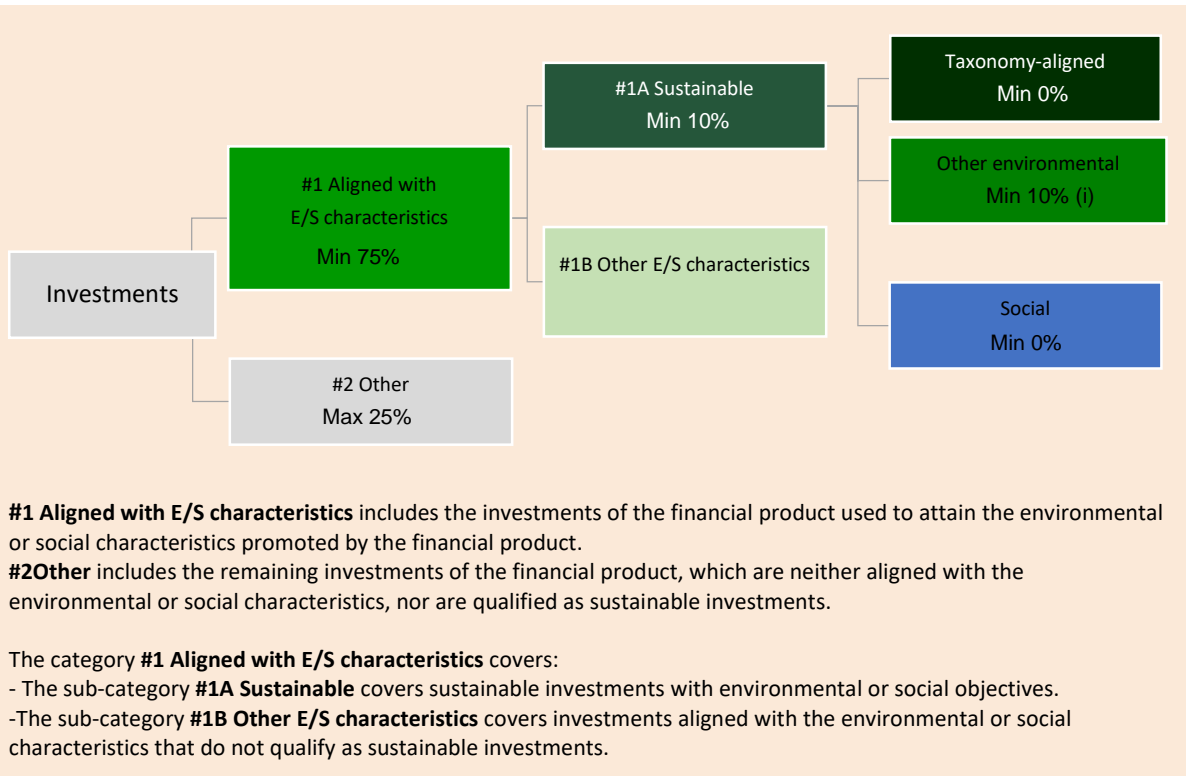 Investments
#1 Aligned with
E/S characteristics
Min 75%
#2 Other
Max 25%
#1A Sustainable
Min 10%
#1B Other E/S characteristics
Taxonomy-aligned
Min 0%
Other environmental
Min 10% (i)
Social
Min 0%
#1 Aligned with E/S characteristics includes the investments of the financial product used to attain the environmental
or social characteristics promoted by the financial product.
#2Other includes the remaining investments of the financial product, which are neither aligned with the
environmental or social characteristics, nor are qualified as sustainable investments.
The category #1 Aligned with E/S characteristics covers:
- The sub-category #1A Sustainable covers sustainable investments with environmental or social objectives.
-The sub-category #1B Other E/S characteristics covers investments aligned with the environmental or social
characteristics that do not qualify as sustainable investments.